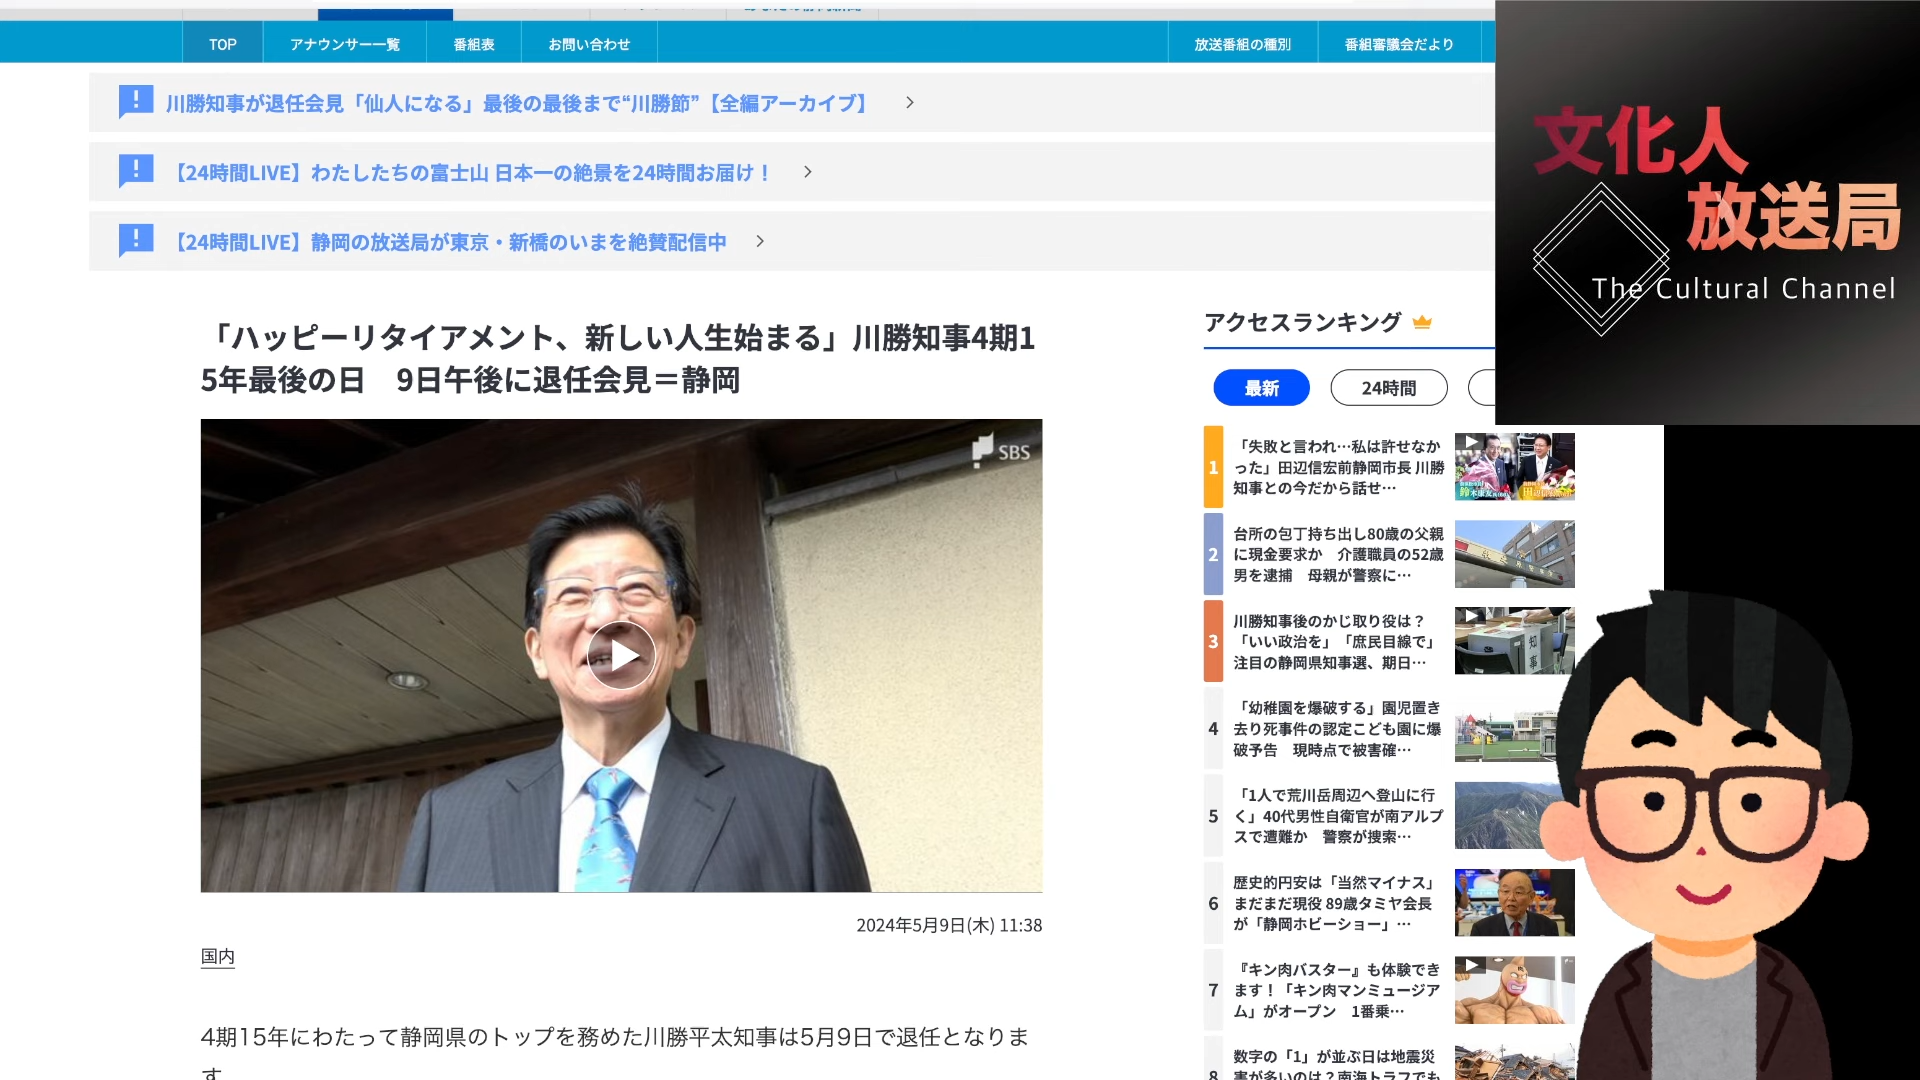 TOP
アナウンサー一覧
番組表
お問い合わせ
放送番組の種別
番組審議会だより
川勝知事が退任会見「仙人になる」最後の最後まで“川勝節”【全編アーカイブ】
【24時間LIVE】わたしたちの富士山 日本一の絶景を24時間お届け！
【24時間LIVE】静岡の放送局が東京・新橋のいまを絶賛配信中
文化人
放送局
The Cultural Channel
「ハッピーリタイアメント、新しい人生始まる」川勝知事4期1
5年最後の日　9日午後に退任会見＝静岡
SBS
2024年5月9日(木) 11:38
国内
4期15年にわたって静岡県のトップを務めた川勝平太知事は5月9日で退任となりま
す
アクセスランキング
最新
24時間
1
「失敗と言われ…私は許せなか
った」田辺信宏前静岡市長 川勝
知事との今だから話せ…
2
台所の包丁持ち出し80歳の父親
に現金要求か　介護職員の52歳
男を逮捕　母親が警察に…
3
川勝知事後のかじ取り役は？
「いい政治を」「庶民目線で」
注目の静岡県知事選、期日…
4
「幼稚園を爆破する」園児置き
去り死事件の認定こども園に爆
破予告　現時点で被害確…
5
「1人で荒川岳周辺へ登山に行
く」40代男性自衛官が南アルプ
スで遭難か　警察が捜索…
6
歴史的円安は「当然マイナス」
まだまだ現役 89歳タミヤ会長
が「静岡ホビーショー」…
7
『キン肉バスター』も体験でき
ます！「キン肉マンミュージア
ム」がオープン　1番乗…
8
数字の「1」が並ぶ日は地震災
害が多いのは？南海トラフでも